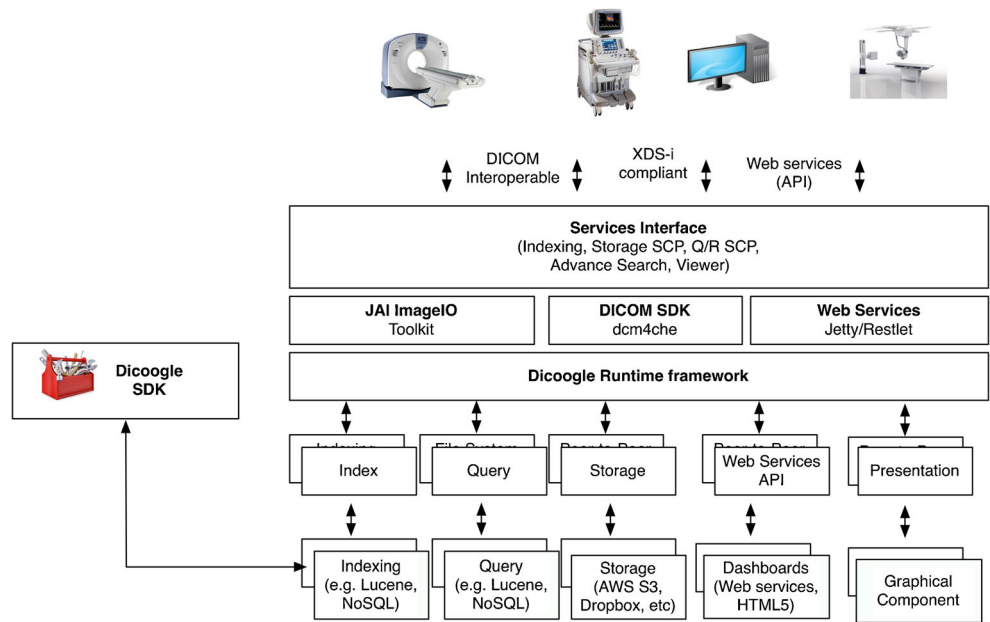 DICOM
Interoperable
XDS-i
compliant
Web services
(API)
Services Interface
(Indexing, Storage SCP, Q/R SCP,
Advance Search, Viewer)
JAI ImageIO
Toolkit
DICOM SDK
dcm4che
Web Services
Jetty/Restlet
Dicoogle
SDK
Dicoogle Runtime framework
Index
Query
Storage
Web Services
API
Presentation
Indexing
(e.g. Lucene,
NoSQL)
Query
(e.g. Lucene,
NoSQL)
Storage
(AWS S3,
Dropbox, etc)
Dashboards
(Web services,
HTML5)
Graphical
Component